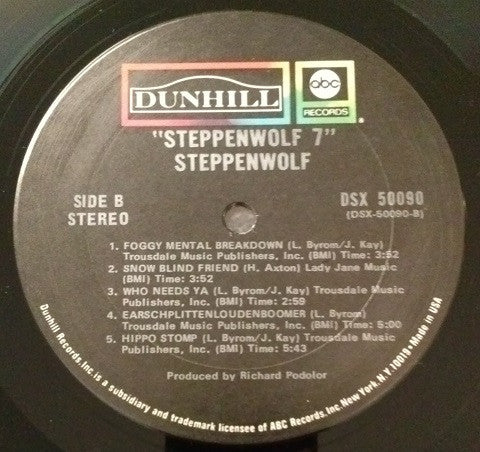 DUNHILL
abc
RECORDS
®
"STEPPENWOLF 7"
STEPPENWOLF
SIDE B
STEREO
DSX 50090
(DSX-50090-B)
1. FOGGY MENTAL BREAKDOWN (L. Byrom/J. Kay)
Trousdale Music Publishers, Inc. (BMI) Time: 3:52
2. SNOW BLIND FRIEND (H. Axton) Lady Jane Music
(BMI) Time: 3:52
3. WHO NEEDS YA (L. Byrom/J. Kay) Trousdale Music
Publishers, Inc. (BMI) Time: 2:59
4. EARSCHPLITTENLOUDENBOOMER (L. Byrom)
Trousdale Music Publishers, Inc. (BMI) Time: 5:00
5. HIPPO STOMP (L. Byrom/J. Kay) Trousdale Music
Publishers, Inc. (BMI) Time: 5:43
Produced by Richard Podolor
Dunhill Records, Inc. is a subsidiary and trademark licensee of ABC Records, Inc. New York, N.Y. 10019 • Made in USA